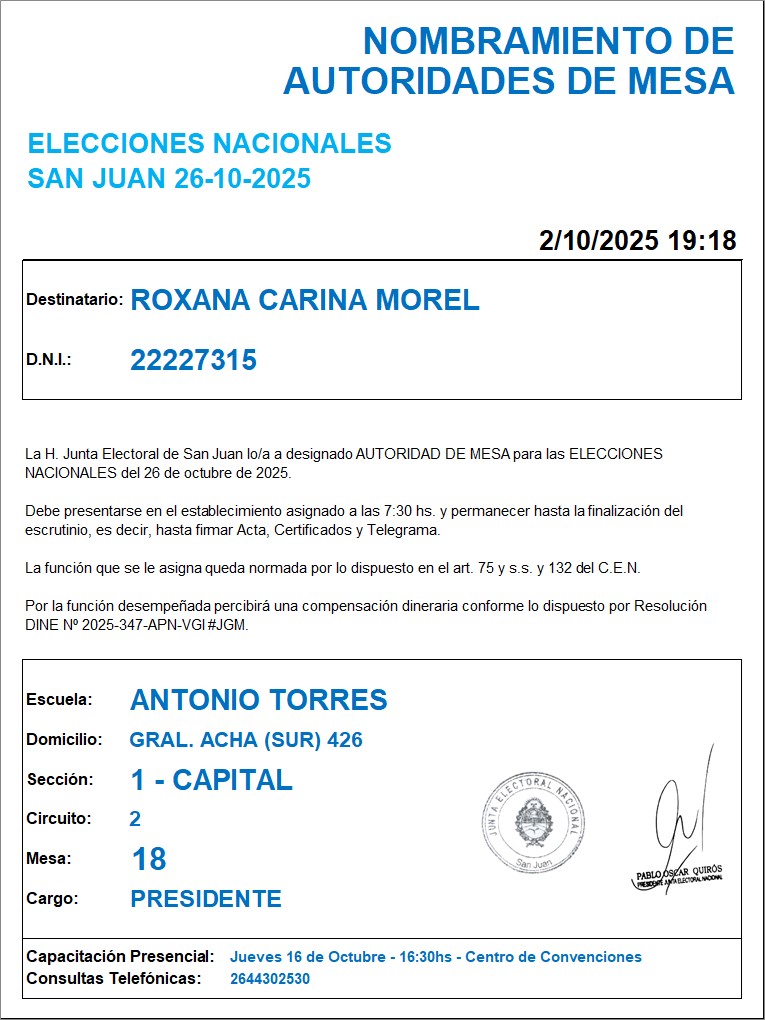 NOMBRAMIENTO DE
AUTORIDADES DE MESA
ELECCIONES NACIONALES
SAN JUAN 26-10-2025
2/10/2025 19:18
Destinatario: ROXANA CARINA MOREL
D.N.I.: 22227315
La H. Junta Electoral de San Juan lo/a a designado AUTORIDAD DE MESA para las ELECCIONES
NACIONALES del 26 de octubre de 2025.
Debe presentarse en el establecimiento asignado a las 7:30 hs. y permanecer hasta la finalización del
escrutinio, es decir, hasta firmar Acta, Certificados y Telegrama.
La función que se le asigna queda normada por lo dispuesto en el art. 75 y s.s. y 132 del C.E.N.
Por la función desempeñada percibirá una compensación dineraria conforme lo dispuesto por Resolución
DINE Nº 2025-347-APN-VGI#JGM.
Escuela: ANTONIO TORRES
Domicilio: GRAL. ACHA (SUR) 426
Sección: 1 - CAPITAL
Circuito: 2
Mesa: 18
Cargo: PRESIDENTE
JUNTA ELECTORAL NACIONAL
San Juan
PABLO OSCAR QUIRÓS
PRESIDENTE JUNTA ELECTORAL NACIONAL
Capacitación Presencial: Jueves 16 de Octubre - 16:30hs - Centro de Convenciones
Consultas Telefónicas: 2644302530